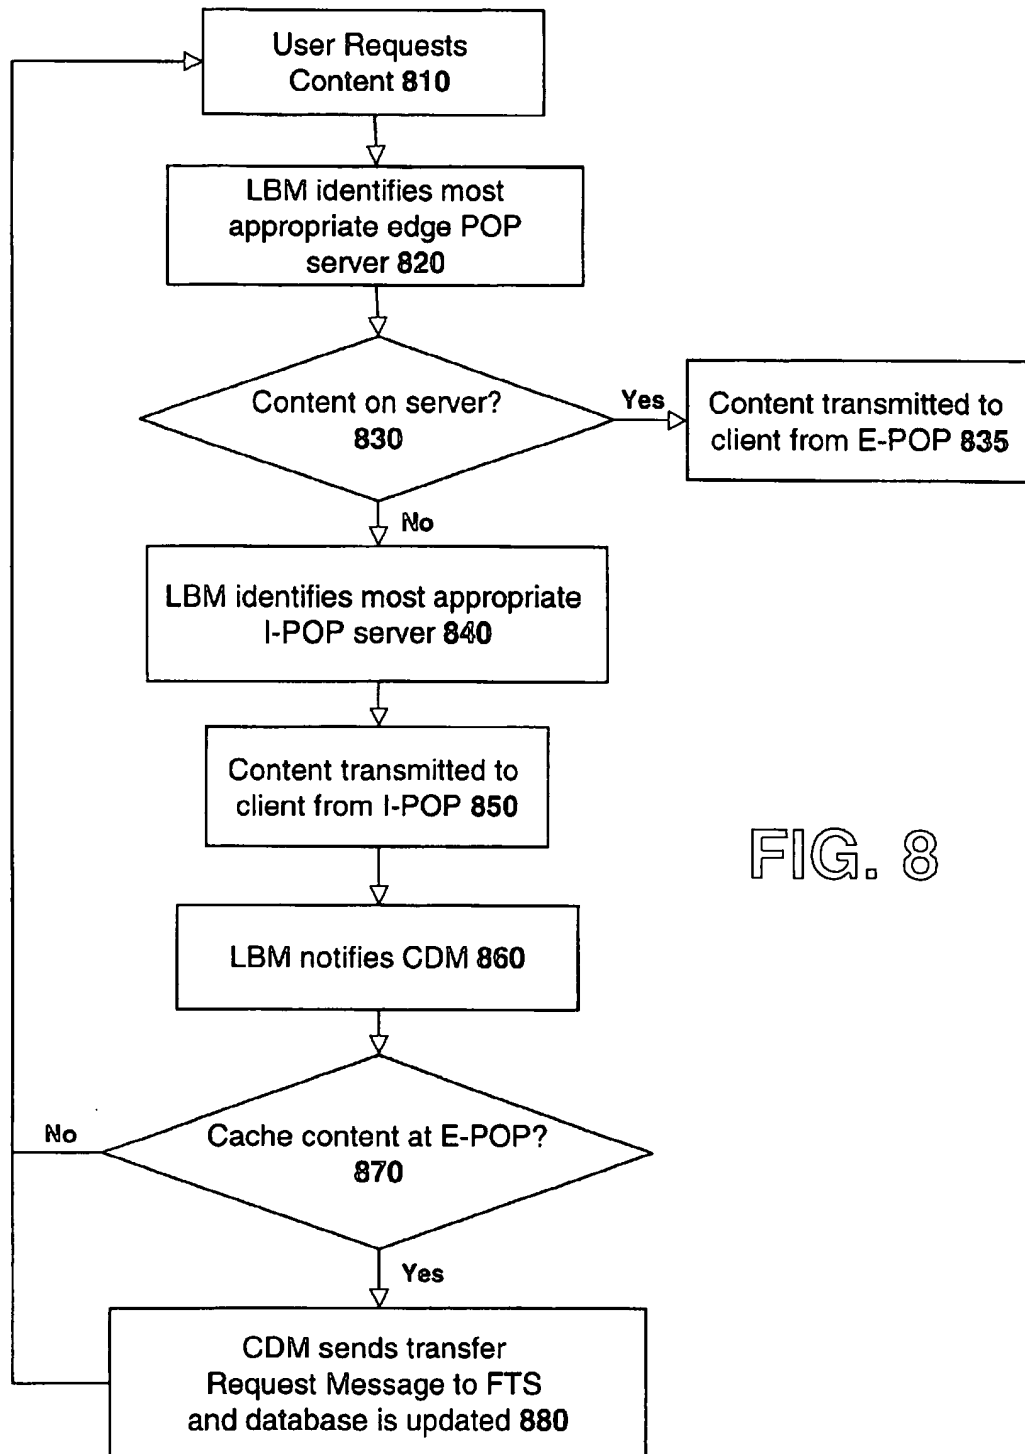 User Requests
Content 810
LBM identifies most
appropriate edge POP
server 820
Content on server?
830
Yes
Content transmitted to
client from E-POP 835
No
LBM identifies most appropriate
I-POP server 840
Content transmitted to
client from I-POP 850
FIG. 8
LBM notifies CDM 860
No
Cache content at E-POP?
870
Yes
CDM sends transfer
Request Message to FTS
and database is updated 880